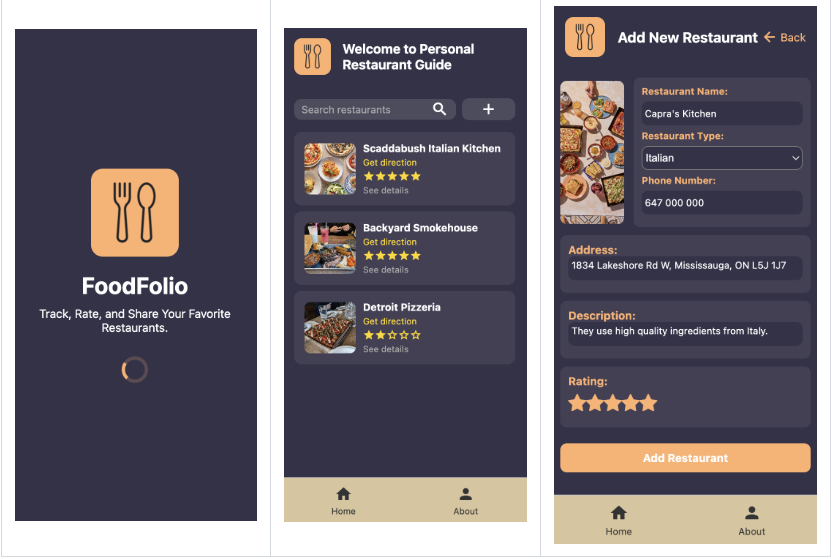 FoodFolio
Track, Rate, and Share Your Favorite
Restaurants.
Welcome to Personal
Restaurant Guide
Search restaurants
+
Scaddabush Italian Kitchen
Get direction
See details
Backyard Smokehouse
Get direction
See details
Detroit Pizzeria
Get direction
See details
Home
About
Add New Restaurant
Back
Restaurant Name:
Capra's Kitchen
Restaurant Type:
Italian
Phone Number:
647 000 000
Address:
1834 Lakeshore Rd W, Mississauga, ON L5J 1J7
Description:
They use high quality ingredients from Italy.
Rating:
Add Restaurant
Home
About